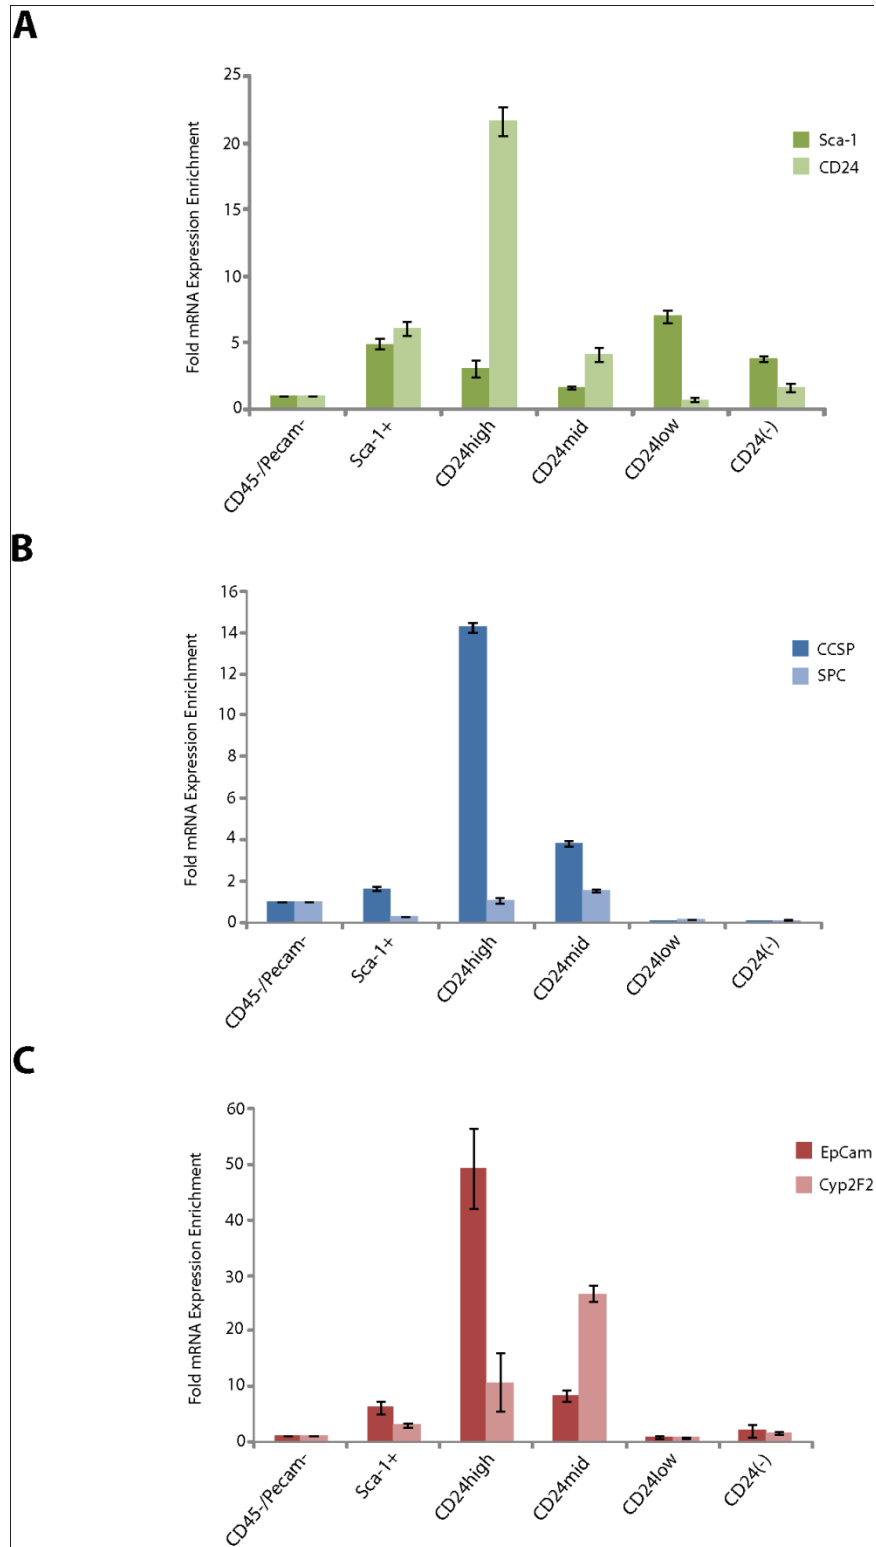 A
Fold mRNA Expression Enrichment
25
20
15
10
5
0
Sca-1
CD24
CD45-/Pecam-
Sca-1+
CD24high
CD24mid
CD24low
CD24(-)
B
Fold mRNA Expression Enrichment
16
14
12
10
8
6
4
2
0
CCSP
SPC
CD45-/Pecam-
Sca-1+
CD24high
CD24mid
CD24low
CD24(-)
C
Fold mRNA Expression Enrichment
60
50
40
30
20
10
0
EpCam
Cyp2F2
CD45-/Pecam-
Sca-1+
CD24high
CD24mid
CD24low
CD24(-)